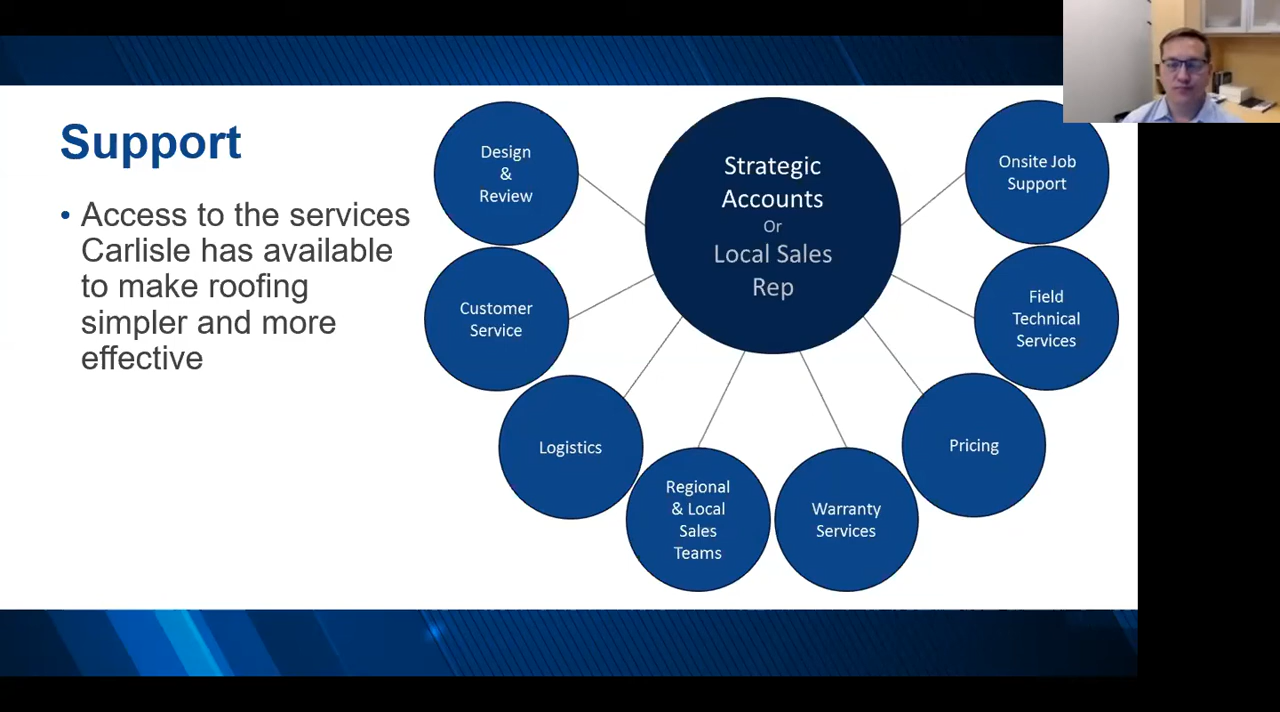 Support
• Access to the services
Carlisle has available
to make roofing
simpler and more
effective
Strategic
Accounts
Or
Local Sales
Rep
Design
&
Review
Customer
Service
Logistics
Regional
& Local
Sales
Teams
Warranty
Services
Pricing
Field
Technical
Services
Onsite Job
Support